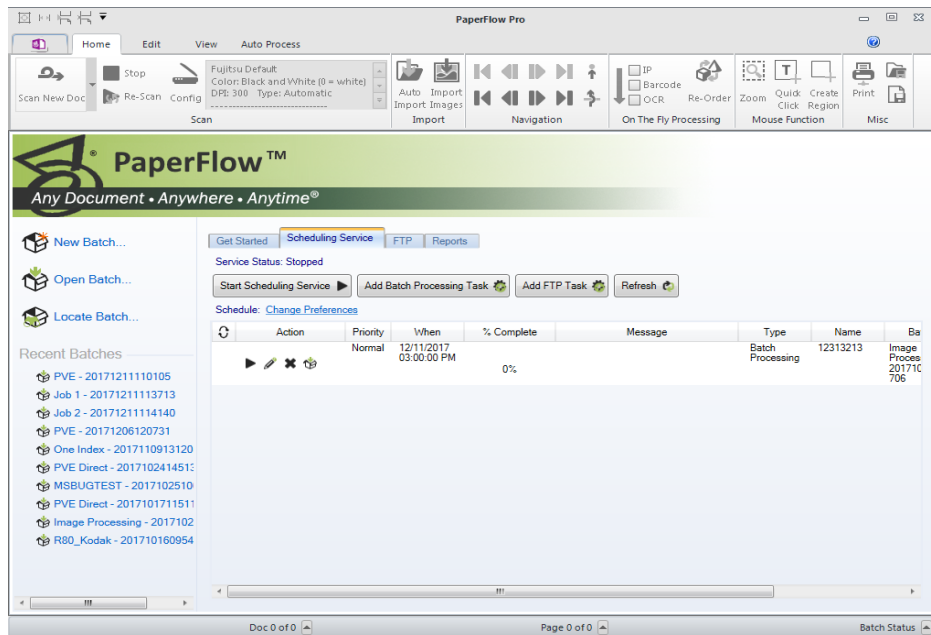 PaperFlow Pro
Home Edit View Auto Process
Scan New Doc
Stop
Re-Scan
Config
Fujitsu Default
Color: Black and White (0 = white)
DPI: 300 Type: Automatic
Scan
Auto Import
Import Images
Import
Navigation
IP
Barcode
OCR
Re-Order
On The Fly Processing
Zoom
Quick Click
Create Region
Mouse Function
Print
Misc
PaperFlow™
Any Document • Anywhere • Anytime®
New Batch...
Open Batch...
Locate Batch...
Recent Batches
PVE - 20171211110105
Job 1 - 20171211113713
Job 2 - 20171211114140
PVE - 20171206120731
One Index - 2017110913120
PVE Direct - 2017102414513
MSBUGTEST - 2017102510
PVE Direct - 2017101711511
Image Processing - 2017102
R80_Kodak - 201710160954
Get Started Scheduling Service FTP Reports
Service Status: Stopped
Start Scheduling Service Add Batch Processing Task Add FTP Task Refresh
Schedule: Change Preferences
Action Priority When % Complete Message Type Name Ba
Normal 12/11/2017 03:00:00 PM 0% Batch Processing 12313213 Image Proces 201710 706
Doc 0 of 0 Page 0 of 0 Batch Status